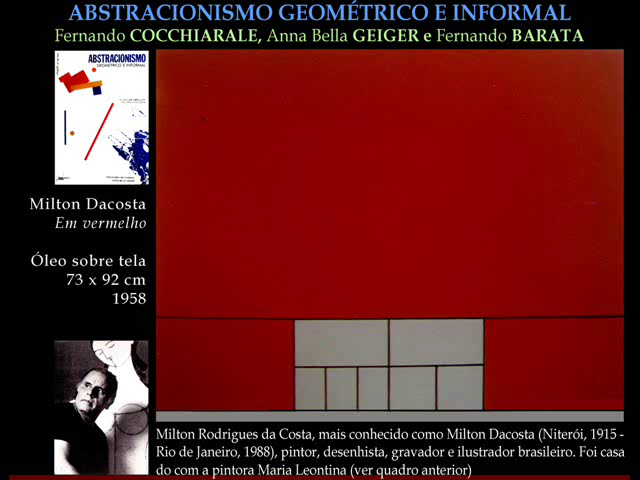 ABSTRACIONISMO GEOMÉTRICO E INFORMAL
Fernando COCCHIARALE, Anna Bella GEIGER e Fernando BARATA
ABSTRACIONISMO
GEOMÉTRICO E INFORMAL
Milton Dacosta
Em vermelho
Óleo sobre tela
73 x 92 cm
1958
Milton Rodrigues da Costa, mais conhecido como Milton Dacosta (Niterói, 1915 -
Rio de Janeiro, 1988), pintor, desenhista, gravador e ilustrador brasileiro. Foi casa
do com a pintora Maria Leontina (ver quadro anterior)